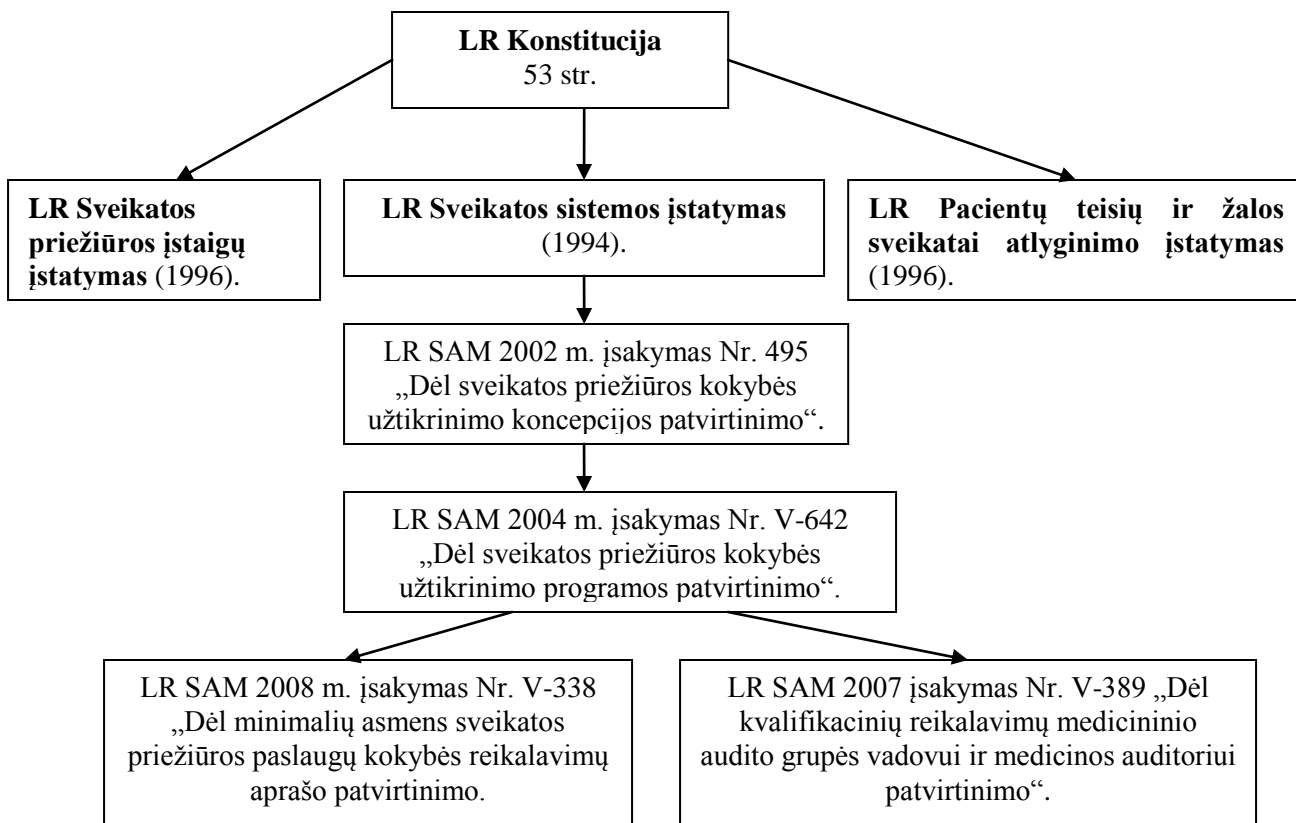 LR Konstitucija
53 str.
LR Sveikatos
priežiūros įstaigų
įstatymas (1996).
LR Sveikatos sistemos įstatymas
(1994).
LR Pacientų teisių ir žalos
sveikatai atlyginimo įstatymas
(1996).
LR SAM 2002 m. įsakymas Nr. 495
„Dėl sveikatos priežiūros kokybės
užtikrinimo koncepcijos patvirtinimo“.
LR SAM 2004 m. įsakymas Nr. V-642
„Dėl sveikatos priežiūros kokybės
užtikrinimo programos patvirtinimo“.
LR SAM 2008 m. įsakymas Nr. V-338
„Dėl minimalių asmens sveikatos
priežiūros paslaugų kokybės reikalavimų
aprašo patvirtinimo.
LR SAM 2007 įsakymas Nr. V-389 „Dėl
kvalifikacinių reikalavimų medicininio
audito grupės vadovui ir medicinos auditoriui
patvirtinimo“.